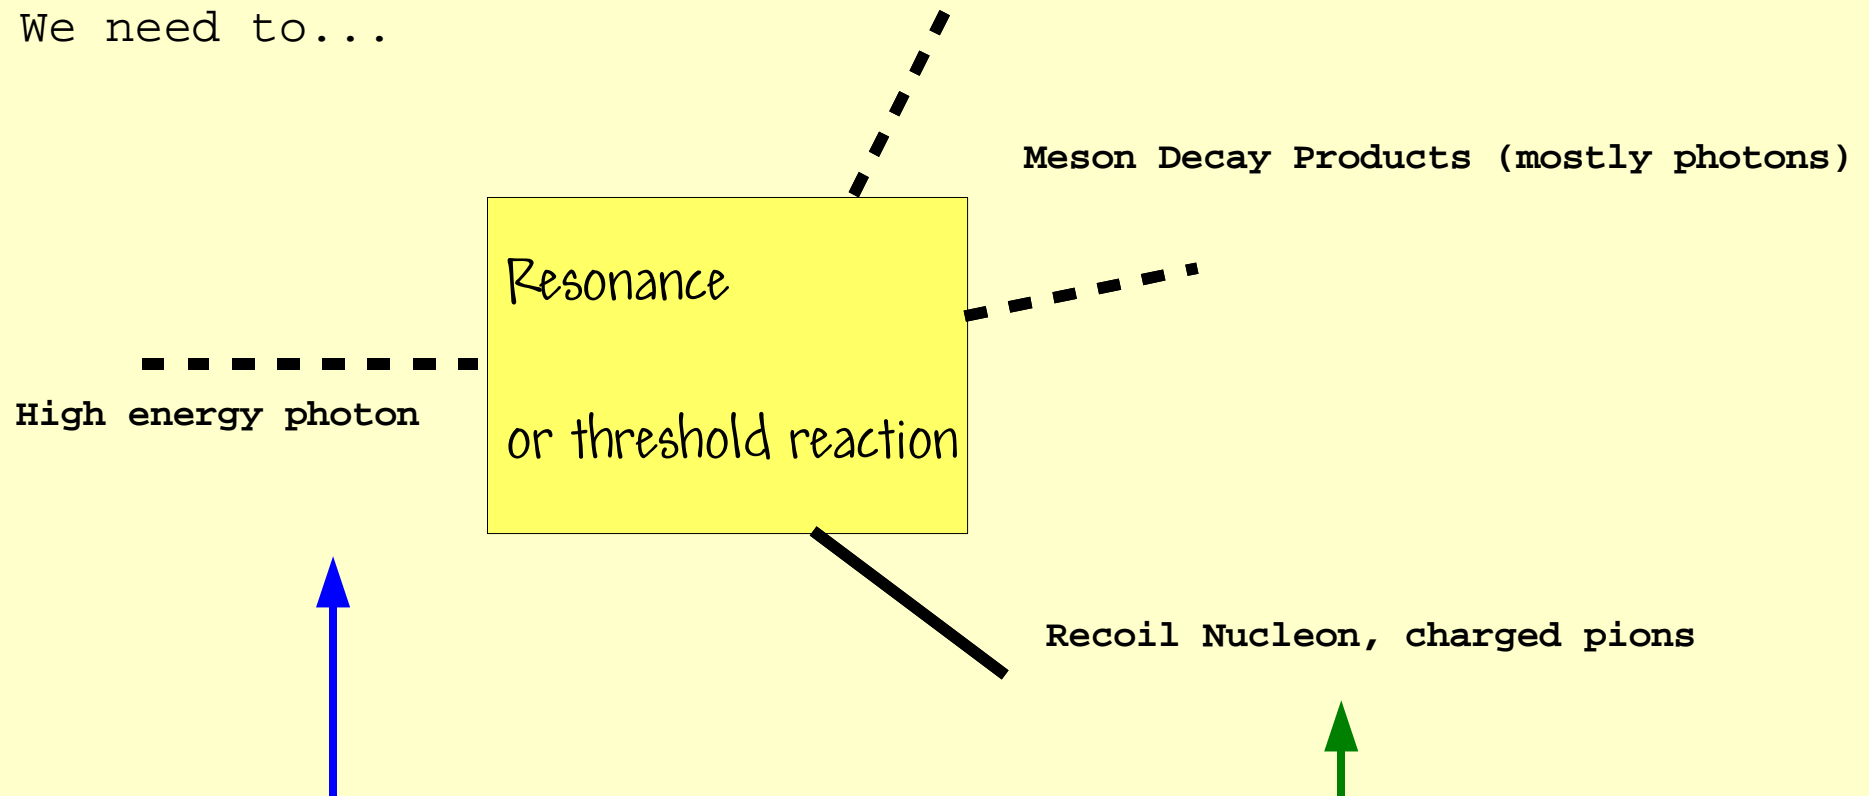 We need to...
Meson Decay Products (mostly photons)
Resonance
High energy photon
or threshold reaction
Recoil Nucleon, charged pions